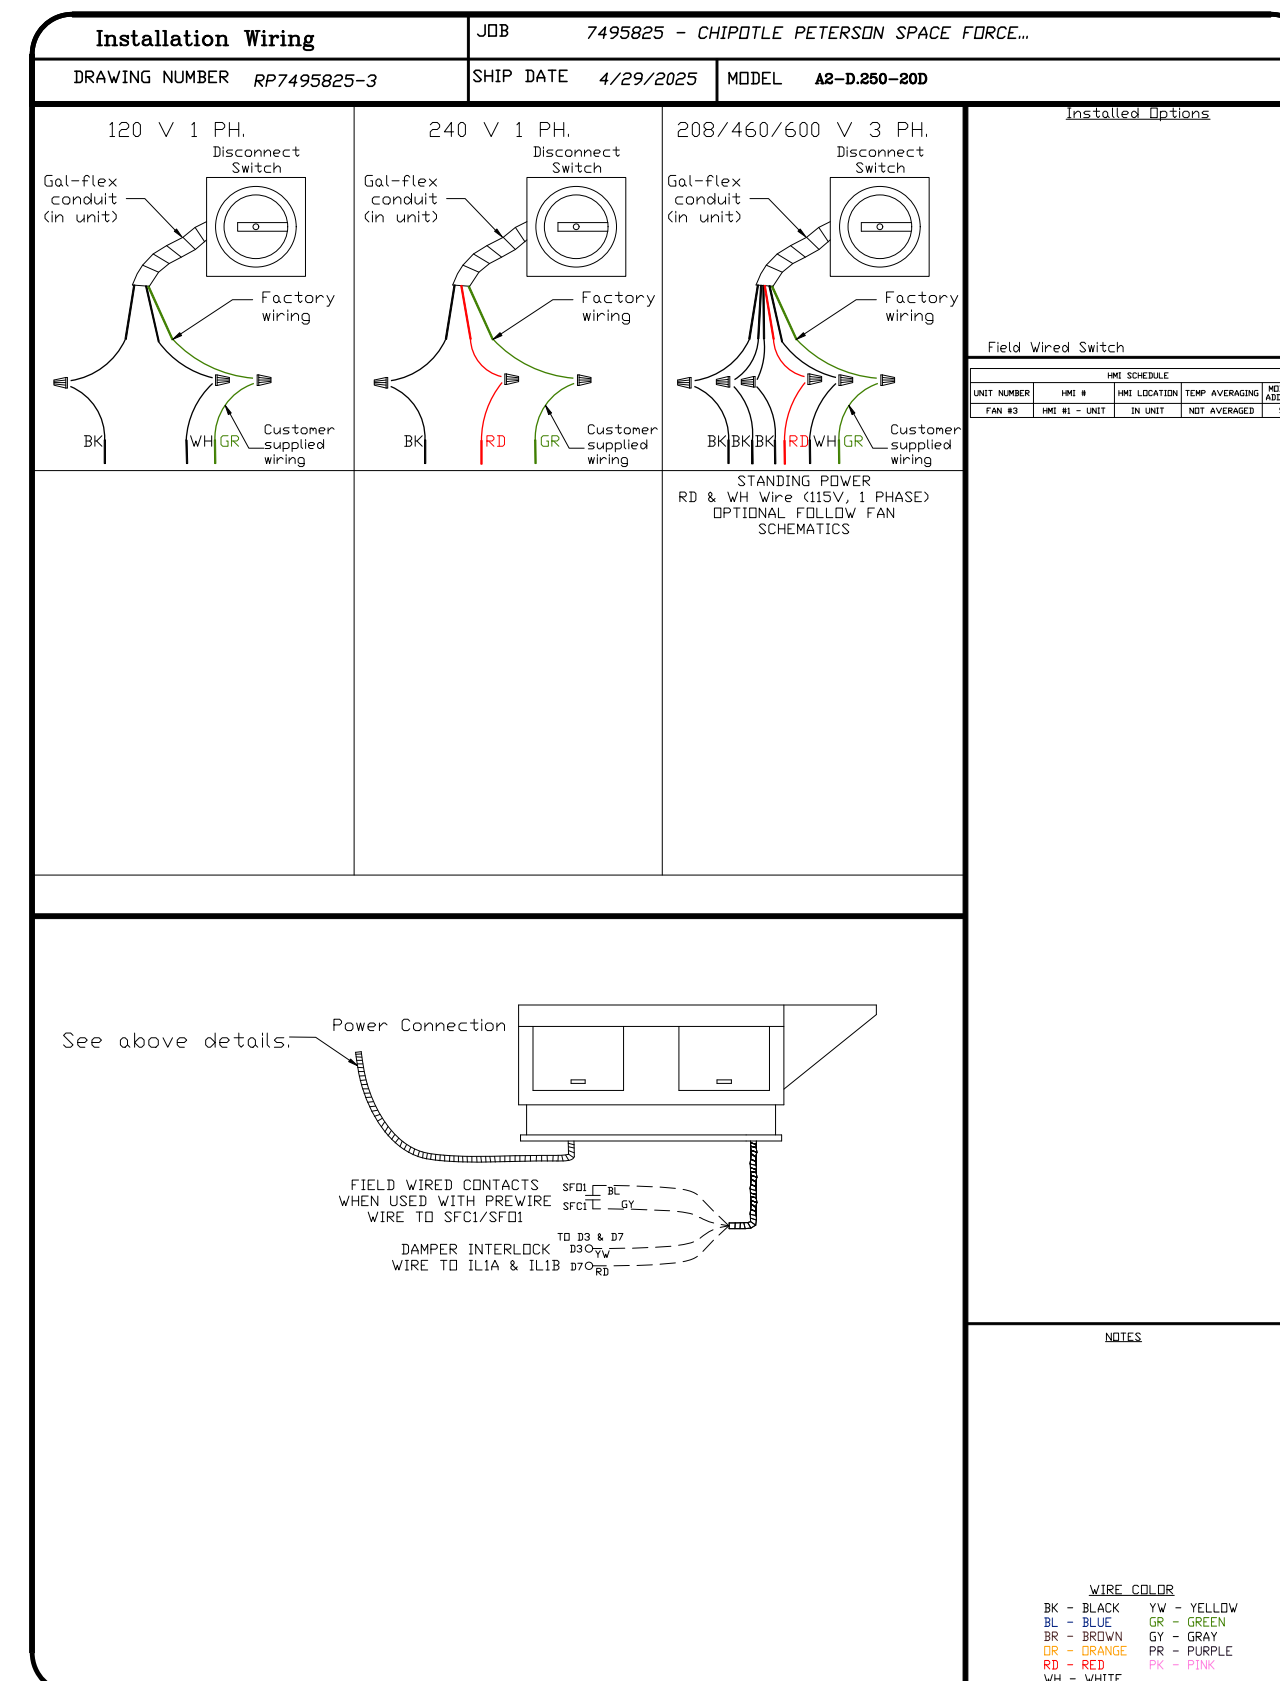 Installation Wiring
JOB 7495825 - CHIPOTLE PETERSON SPACE FORCE...
DRAWING NUMBER RP7495825-3
SHIP DATE 4/29/2025
MODEL A2-D.250-20D
120 V 1 PH.
Disconnect
Switch
Gal-flex
conduit
(in unit)
Factory
wiring
BK
WH
GR
Customer
supplied
wiring
240 V 1 PH.
Disconnect
Switch
Gal-flex
conduit
(in unit)
Factory
wiring
BK
RD
GR
Customer
supplied
wiring
208/460/600 V 3 PH.
Disconnect
Switch
Gal-flex
conduit
(in unit)
Factory
wiring
BK
BK
BK
RD
WH
GR
Customer
supplied
wiring
STANDING POWER
RD & WH Wire (115V, 1 PHASE)
OPTIONAL FOLLOW FAN
SCHEMATICS
Installed Options
Field Wired Switch
HMI SCHEDULE
UNIT NUMBER HMI # HMI LOCATION TEMP AVERAGING
FAN #3 HMI #1 - UNIT IN UNIT NOT AVERAGED
See above details.
Power Connection
FIELD WIRED CONTACTS
WHEN USED WITH PREWIRE
WIRE TO SFC1/SFO1
SFO1 BL
SFC1 GY
TO D3 & D7
DAMPER INTERLOCK
WIRE TO IL1A & IL1B
D3 YW
D7 RD
NOTES
WIRE COLOR
BK - BLACK YW - YELLOW
BL - BLUE GR - GREEN
BR - BROWN GY - GRAY
OR - ORANGE PR - PURPLE
RD - RED PK - PINK
WH - WHITE